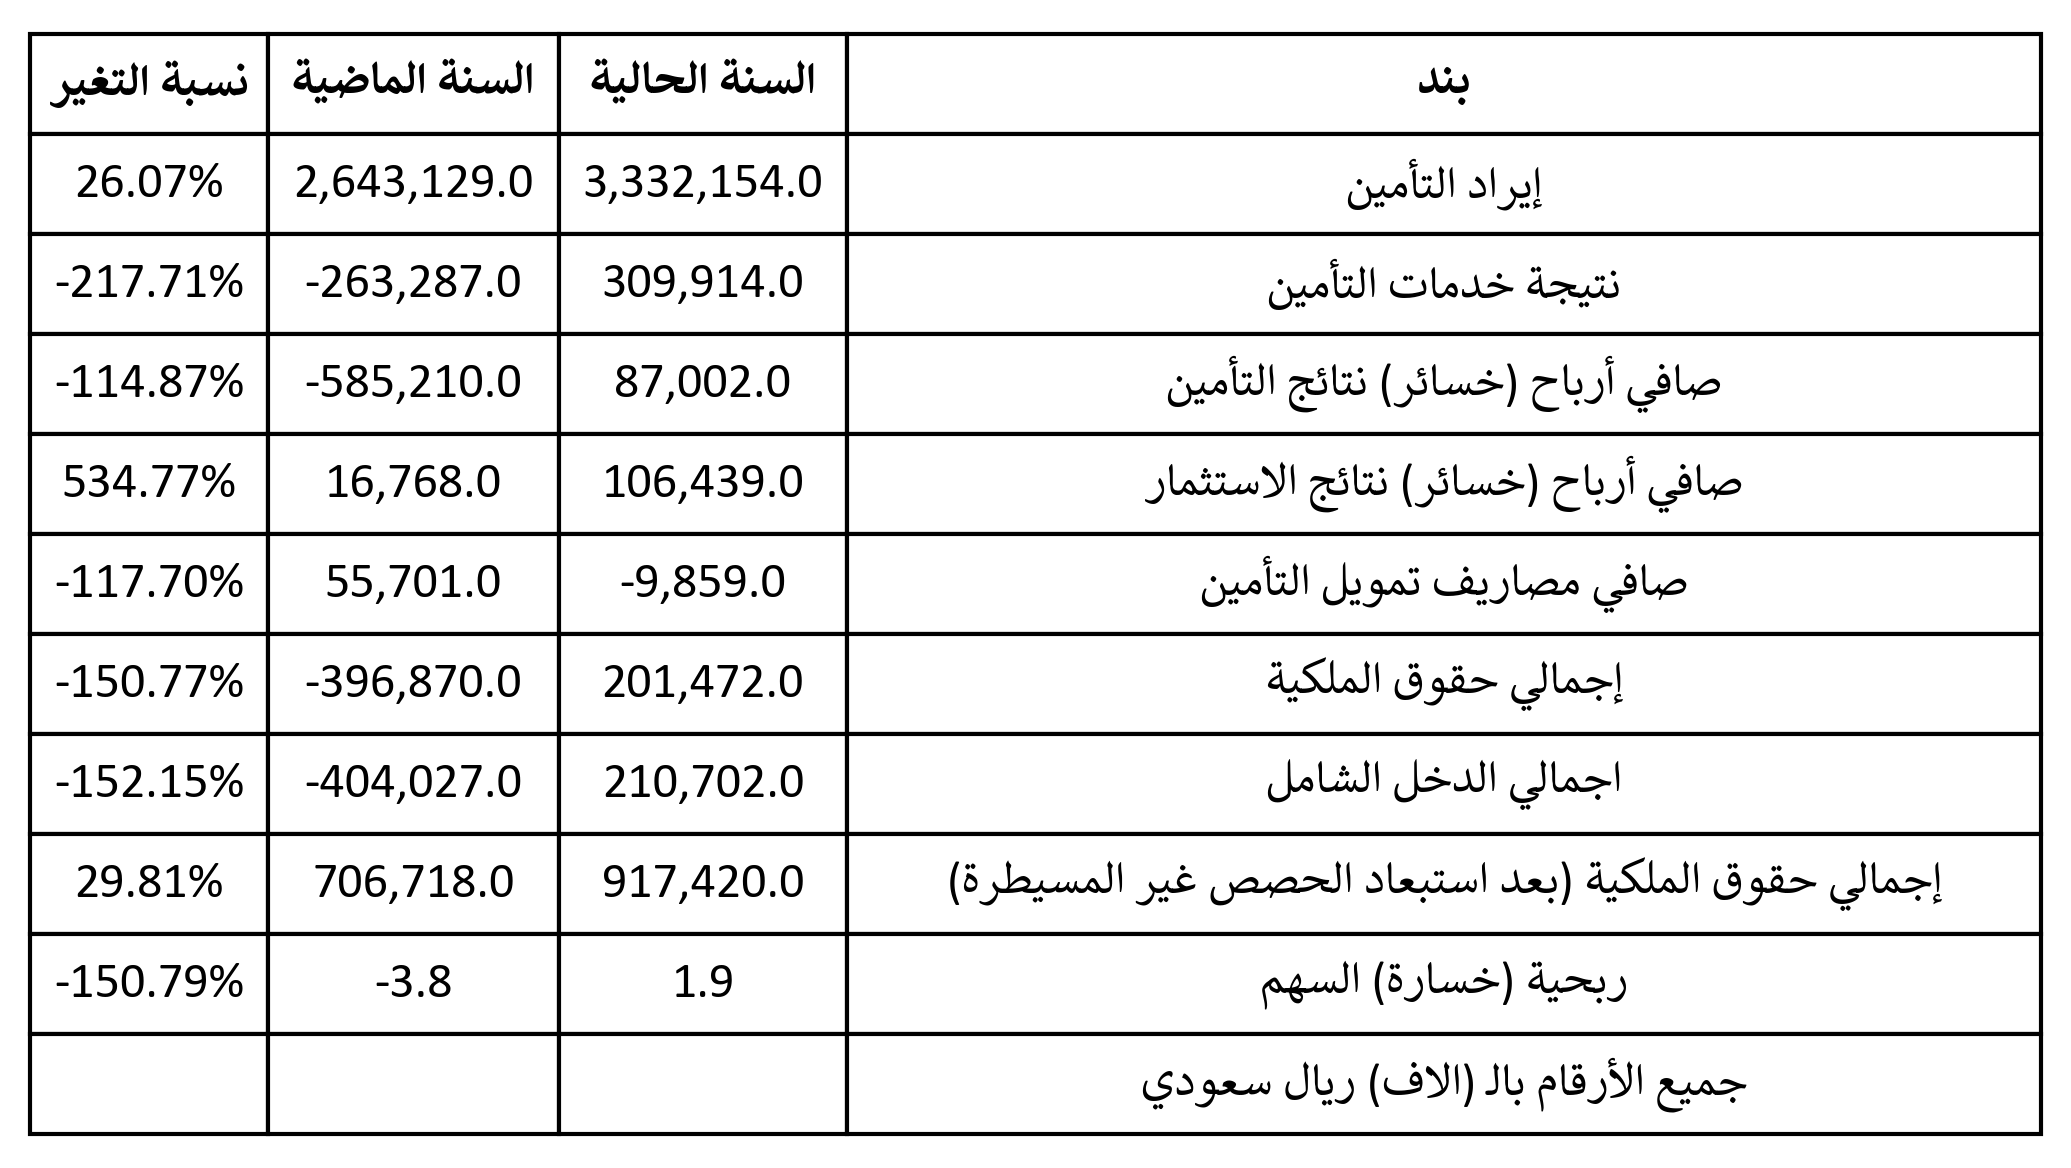 بند السنة الحالية السنة الماضية نسبة التغير
إيراد التأمين 3,332,154.0 2,643,129.0 26.07%
نتيجة خدمات التأمين 309,914.0 -263,287.0 -217.71%
صافي أرباح (خسائر) نتائج التأمين 87,002.0 -585,210.0 -114.87%
صافي أرباح (خسائر) نتائج الاستثمار 106,439.0 16,768.0 534.77%
صافي مصاريف تمويل التأمين -9,859.0 55,701.0 -117.70%
إجمالي حقوق الملكية 201,472.0 -396,870.0 -150.77%
اجمالي الدخل الشامل 210,702.0 -404,027.0 -152.15%
إجمالي حقوق الملكية (بعد استبعاد الحصص غير المسيطرة) 917,420.0 706,718.0 29.81%
ربحية (خسارة) السهم 1.9 -3.8 -150.79%
جميع الأرقام بالـ (الاف) ريال سعودي